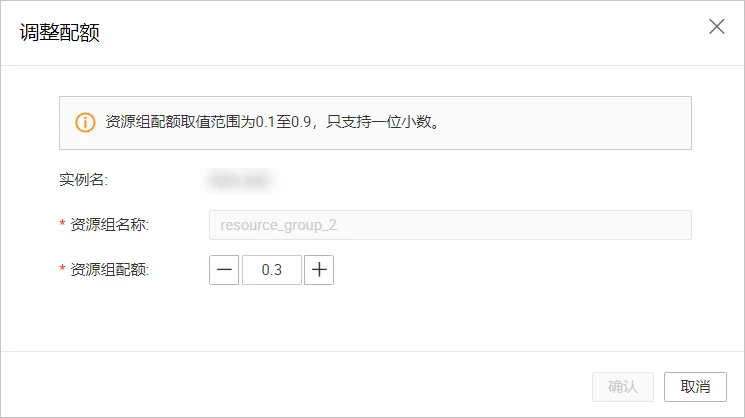 调整配额
资源组配额取值范围为0.1至0.9，只支持一位小数。
实例名:
* 资源组名称: resource_group_2
* 资源组配额: 0.3
确认 取消